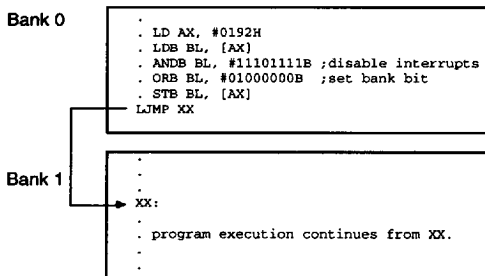 Bank 0
.
. LD AX, #0192H
. LDB BL, [AX]
. ANDB BL, #11101111B ;disable interrupts
. ORB BL, #01000000B ;set bank bit
. STB BL, [AX]
LJMP XX
Bank 1
.
.
.
XX:
.
. program execution continues from XX.
.
.